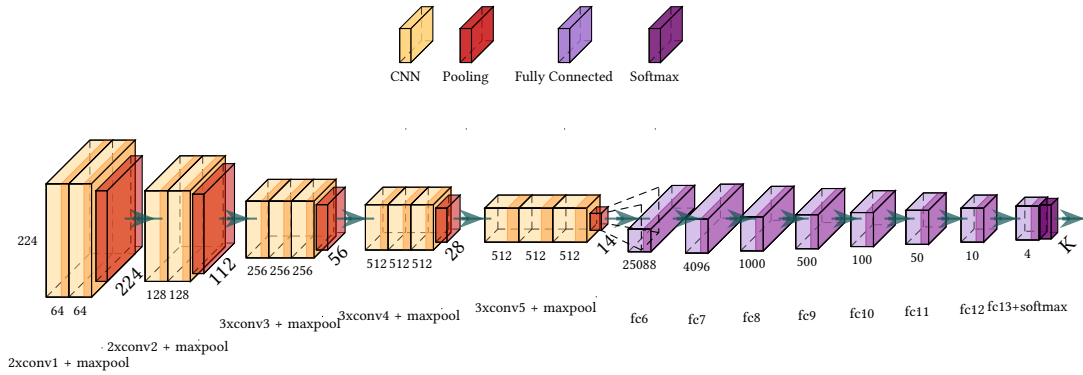 CNN Pooling Fully Connected Softmax
224
64 64
224
128 128
112
256 256 256
56
512 512 512
28
512 512 512
14
25088
4096
1000
500
100
50
10
4
K
2xconv1 + maxpool
2xconv2 + maxpool
3xconv3 + maxpool
3xconv4 + maxpool
3xconv5 + maxpool
fc6
fc7
fc8
fc9
fc10
fc11
fc12
fc13+softmax